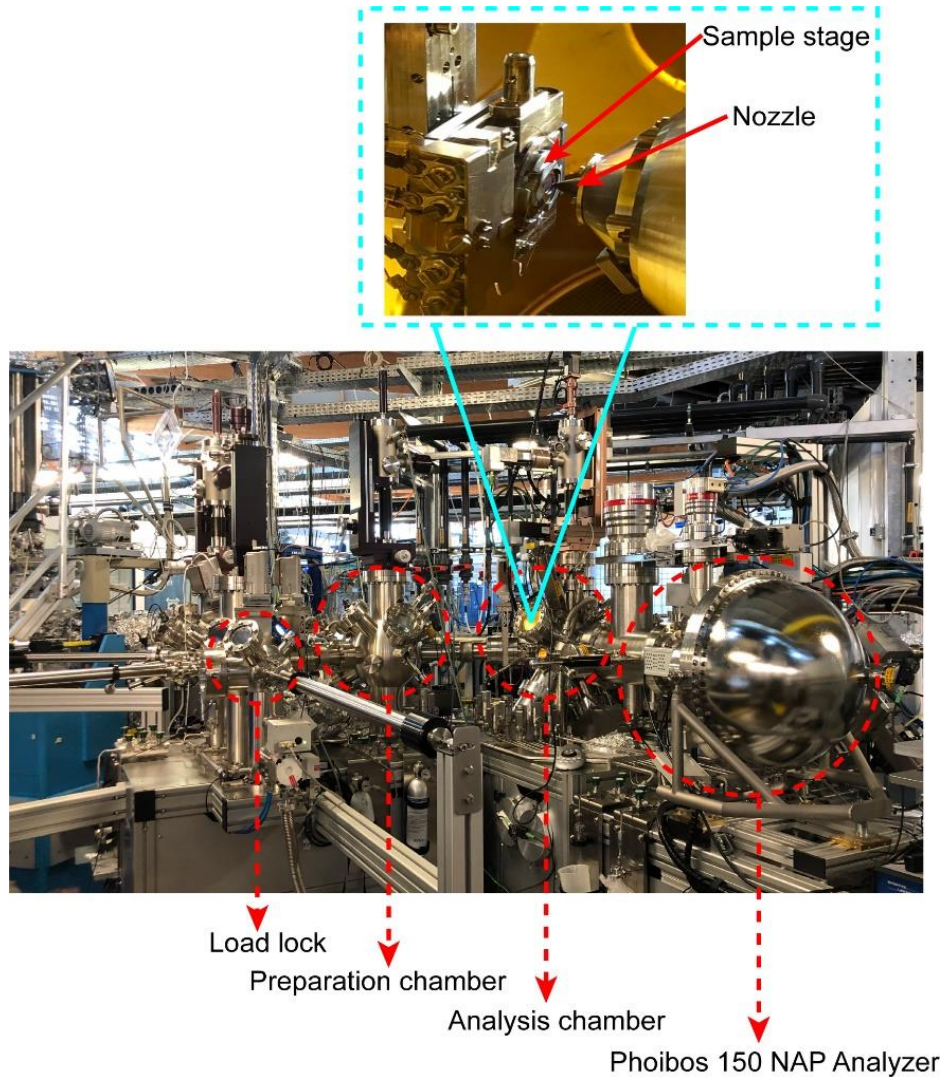 Sample stage
Nozzle
Load lock
Preparation chamber
Analysis chamber
Phoibos 150 NAP Analyzer